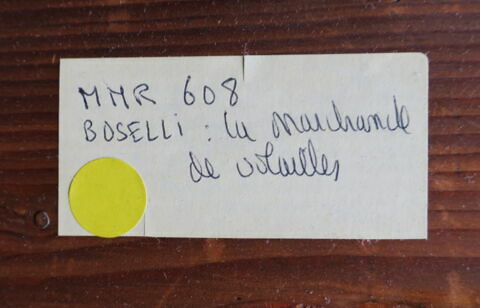 MMR 608
BOSELLI : la marchande
de volailles